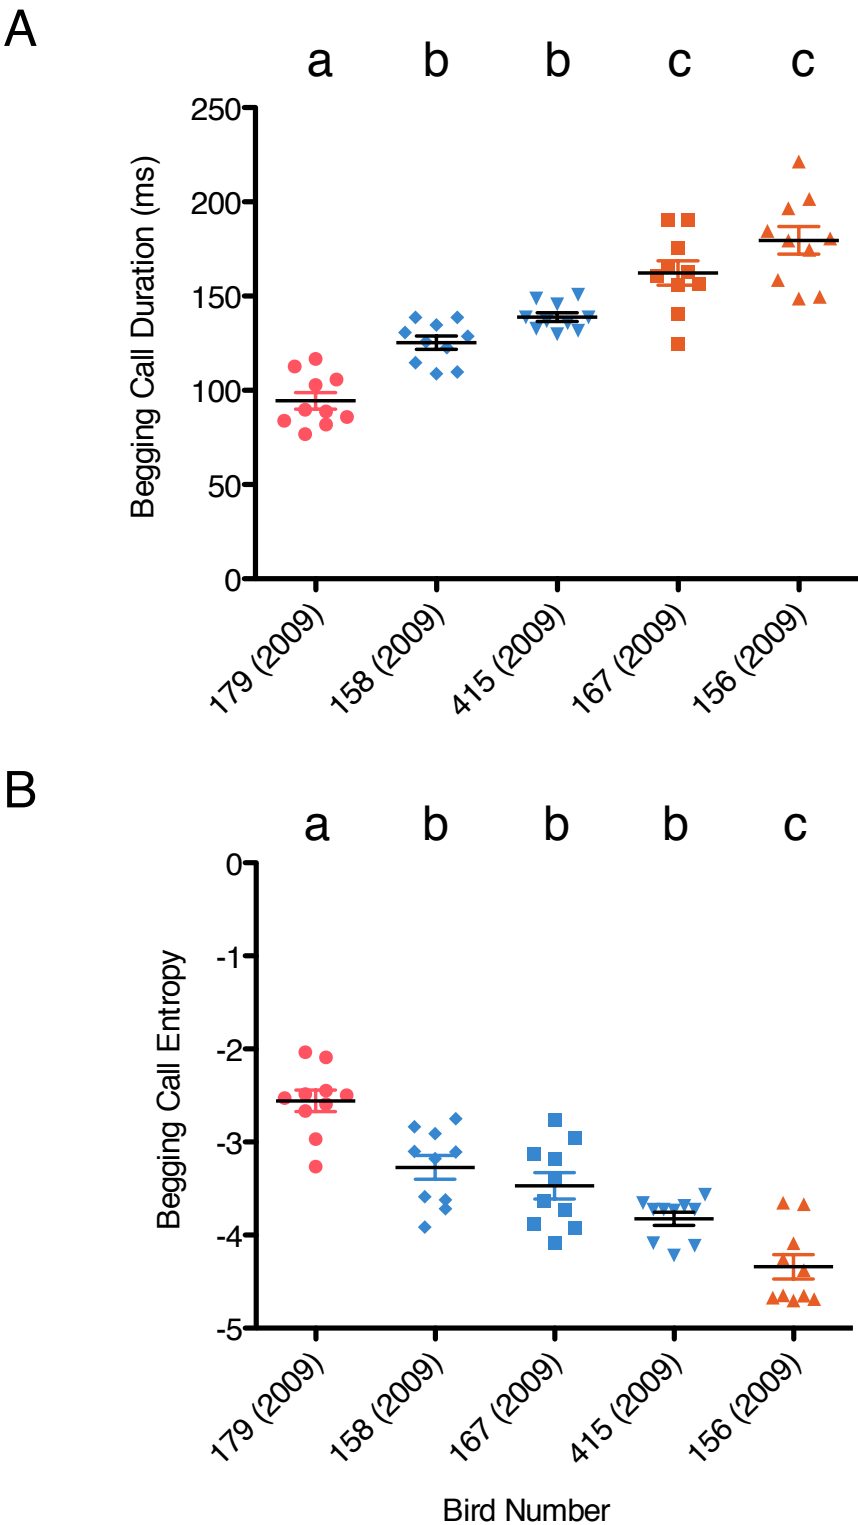 A
a b b c c
250
200
150
100
50
0
Begging Call Duration (ms)
179 (2009) 158 (2009) 415 (2009) 167 (2009) 156 (2009)
B
a b b b c
0
-1
-2
-3
-4
-5
Begging Call Entropy
179 (2009) 158 (2009) 167 (2009) 415 (2009) 156 (2009)
Bird Number